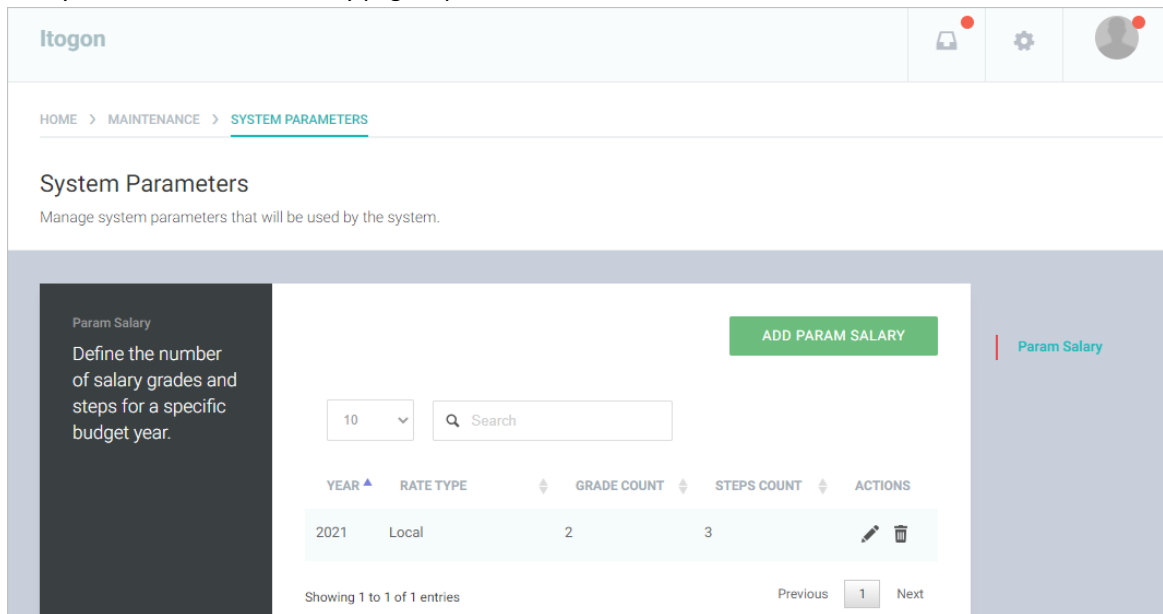 Itogon
HOME > MAINTENANCE > SYSTEM PARAMETERS
System Parameters
Manage system parameters that will be used by the system.
Param Salary
Define the number
of salary grades and
steps for a specific
budget year.
ADD PARAM SALARY
Param Salary
10 Search
YEAR RATE TYPE GRADE COUNT STEPS COUNT ACTIONS
2021 Local 2 3
Showing 1 to 1 of 1 entries Previous 1 Next